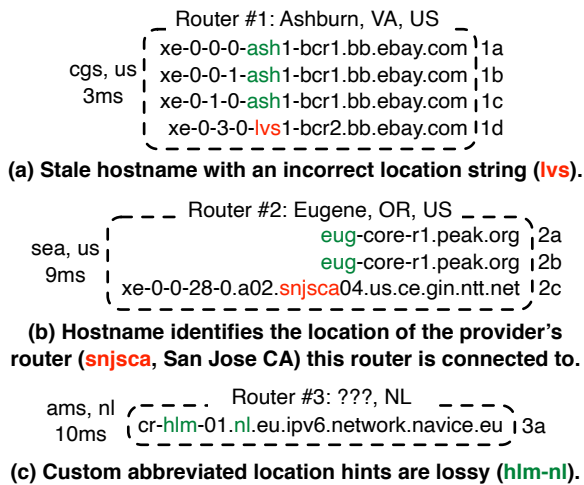 Router #1: Ashburn, VA, US
xe-0-0-0-ash1-bcr1.bb.ebay.com 1a
cgs, us xe-0-0-1-ash1-bcr1.bb.ebay.com 1b
3ms xe-0-1-0-ash1-bcr1.bb.ebay.com 1c
xe-0-3-0-lvs1-bcr2.bb.ebay.com 1d
(a) Stale hostname with an incorrect location string (lvs).
Router #2: Eugene, OR, US
eug-core-r1.peak.org 2a
sea, us eug-core-r1.peak.org 2b
9ms xe-0-0-28-0.a02.snjsca04.us.ce.gin.ntt.net 2c
(b) Hostname identifies the location of the provider's
router (snjsca, San Jose CA) this router is connected to.
Router #3: ???, NL
ams, nl
10ms cr-hlm-01.nl.eu.ipv6.network.navice.eu 3a
(c) Custom abbreviated location hints are lossy (hlm-nl).